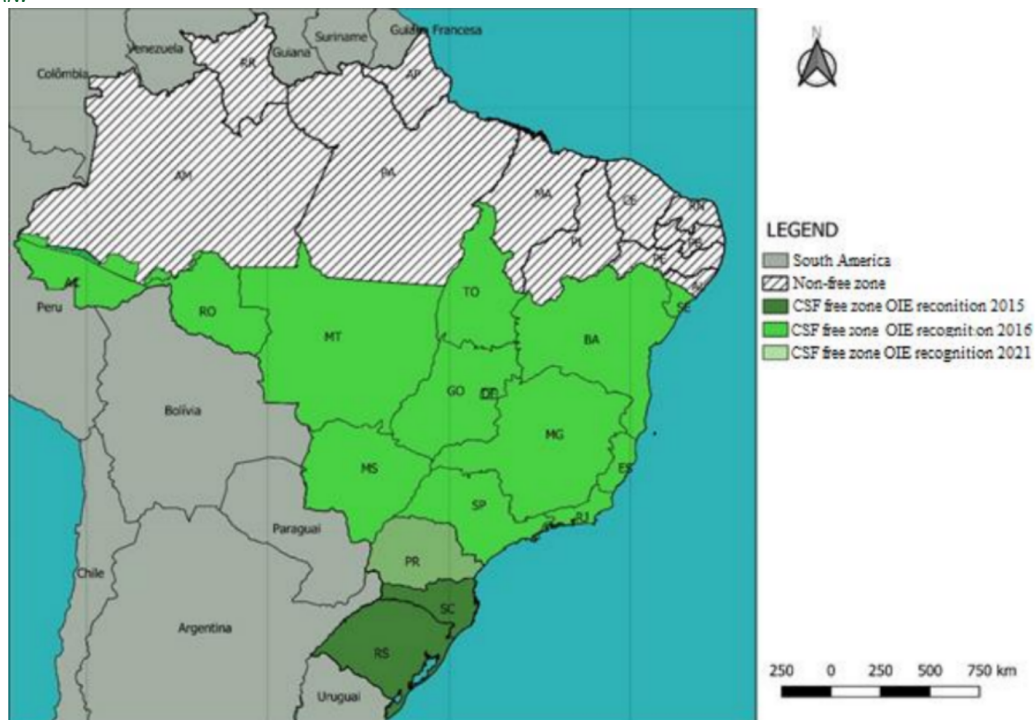 N
Guiana Francesa
Suriname
Venezuela
Guiana
Colômbia
RR
AP
AM
PA
MA
CE
RN
PB
PI
PE
AL
SE
AC
Peru
RO
TO
BA
MT
GO
DF
Bolívia
MG
ES
MS
SP
RJ
Paraguai
PR
Chile
SC
Argentina
RS
Uruguai
LEGEND
South America
Non-free zone
CSF free zone OIE reconition 2015
CSF free zone OIE recognition 2016
CSF free zone OIE recognition 2021
250 0 250 500 750 km